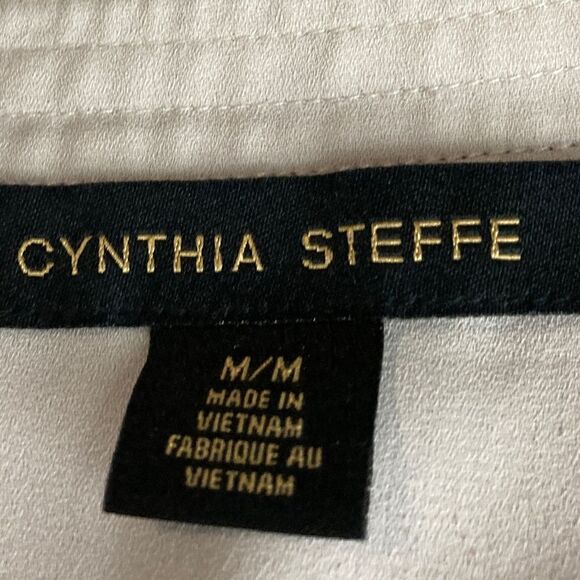 CYNTHIA STEFFE
M/M
MADE IN
VIETNAM
FABRIQUE AU
VIETNAM